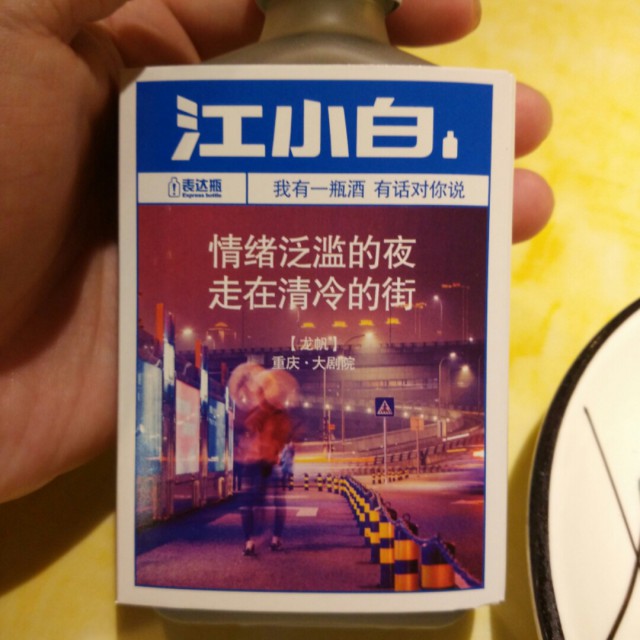 江小白
表达瓶
Express bottle
我有一瓶酒 有话对你说
情绪泛滥的夜
走在清冷的街
【龙帆】
重庆·大剧院